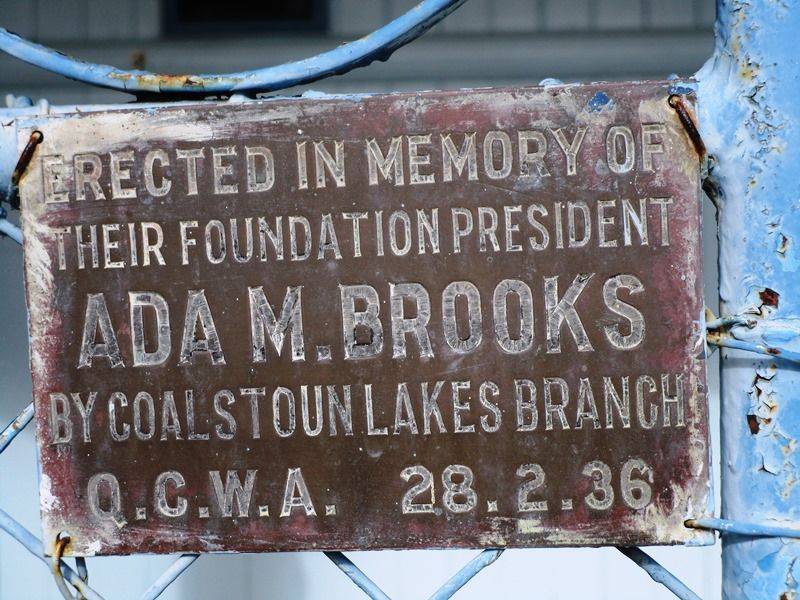 ERECTED IN MEMORY OF
THEIR FOUNDATION PRESIDENT
ADA M. BROOKS
BY COALSTOUN LAKES BRANCH
Q.C.W.A. 28.2.36